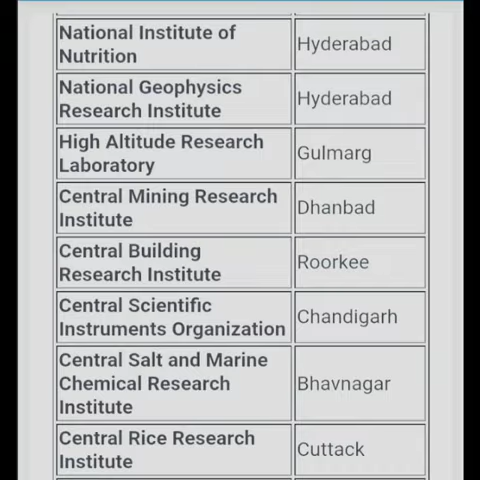 National Institute of
Nutrition
Hyderabad
National Geophysics
Research Institute
Hyderabad
High Altitude Research
Laboratory
Gulmarg
Central Mining Research
Institute
Dhanbad
Central Building
Research Institute
Roorkee
Central Scientific
Instruments Organization
Chandigarh
Central Salt and Marine
Chemical Research
Institute
Bhavnagar
Central Rice Research
Institute
Cuttack